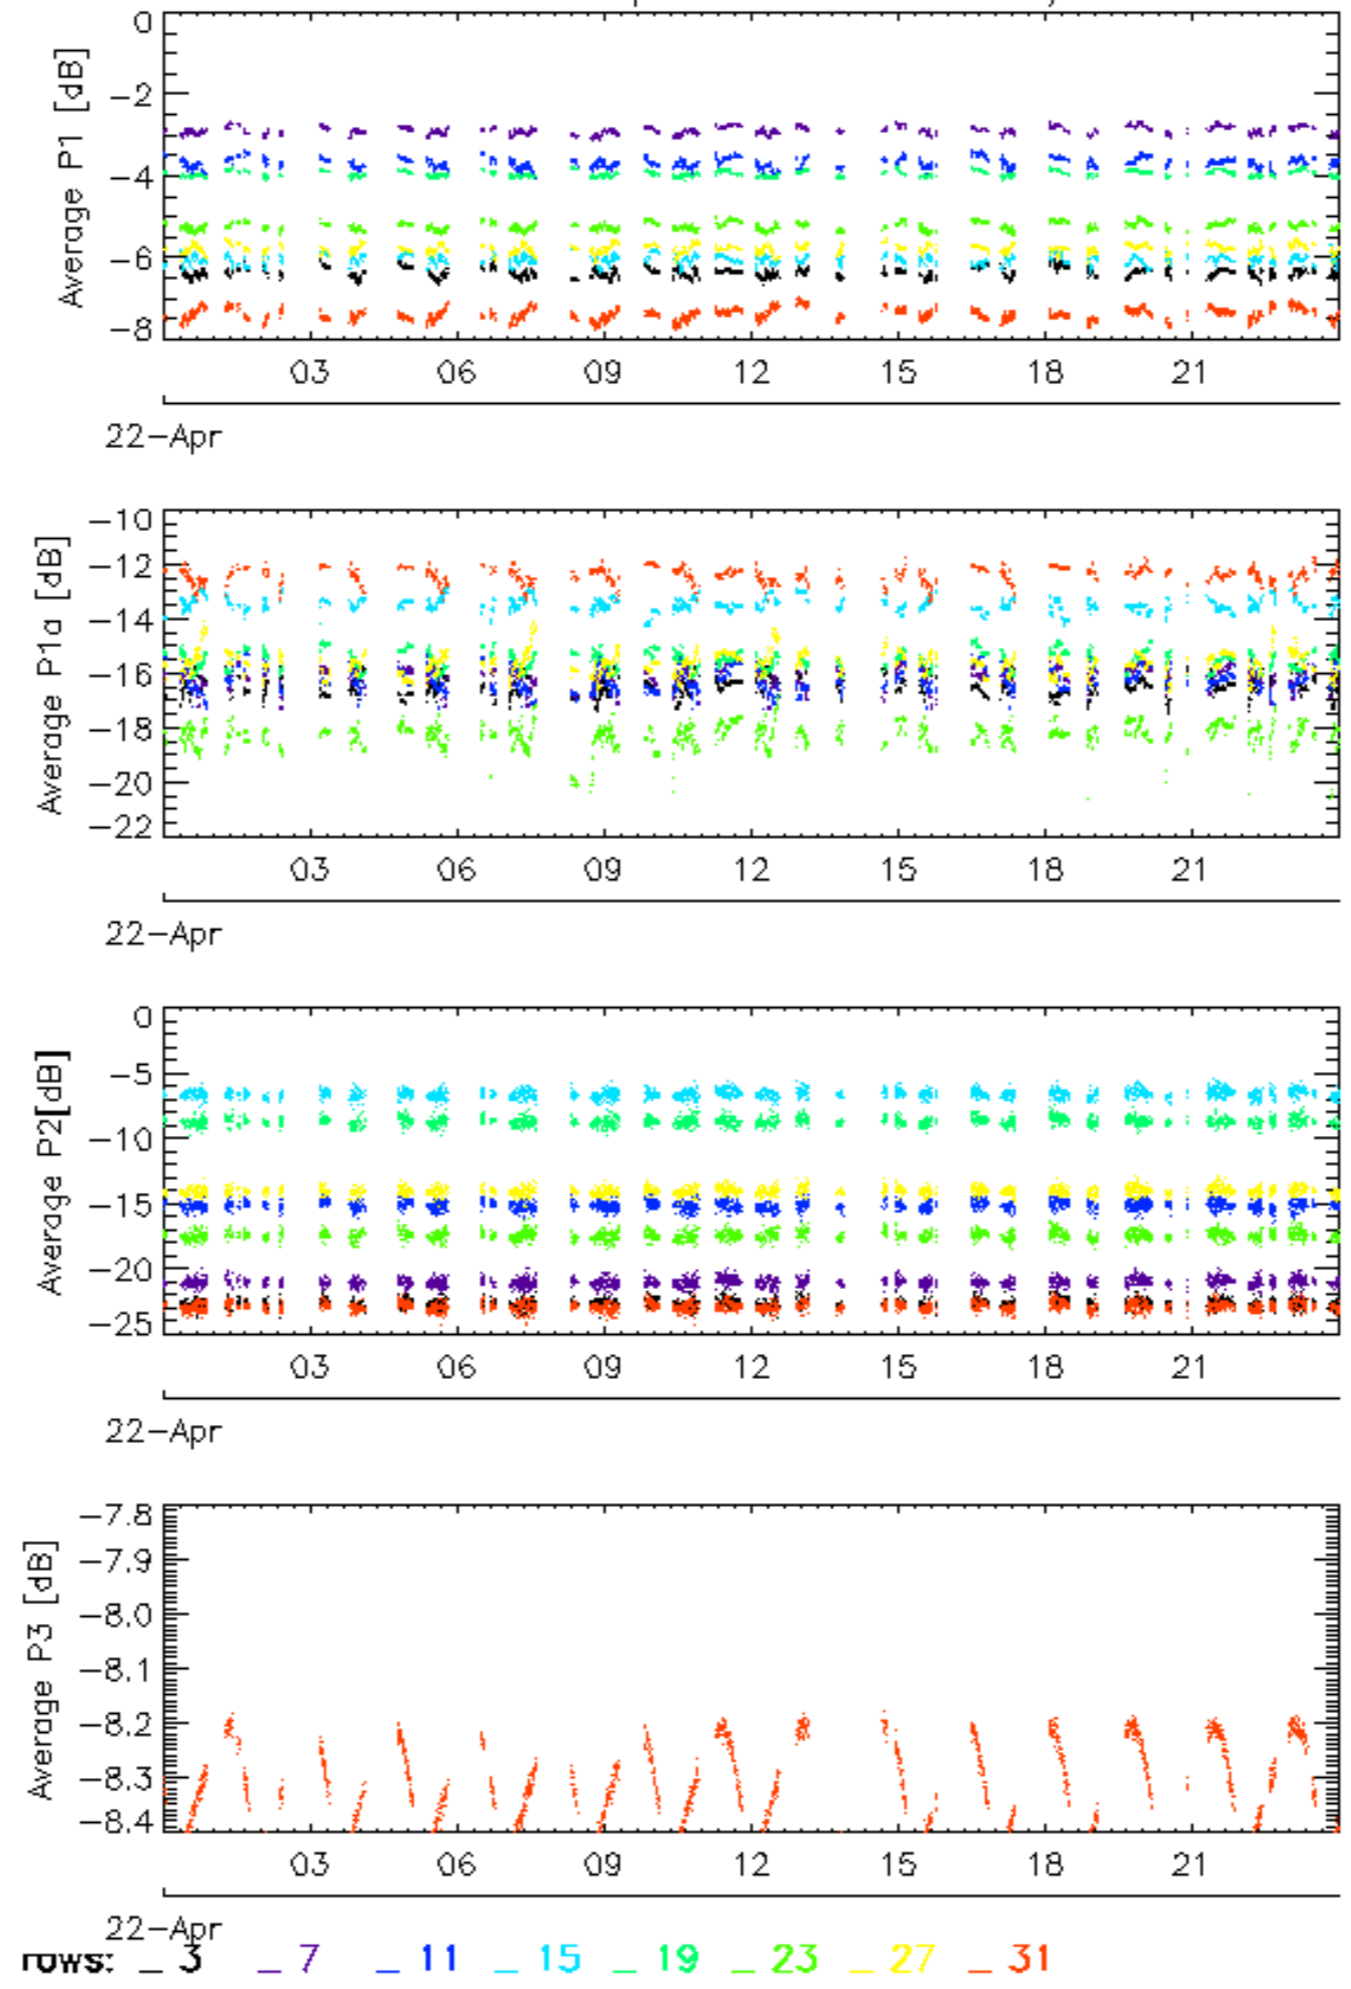 0
−2
−4
−6
−8
Average P1 [dB]
03 06 09 12 15 18 21
22−Apr
−10
−12
−14
−16
−18
−20
−22
Average P1a [dB]
03 06 09 12 15 18 21
22−Apr
0
−5
−10
−15
−20
−25
Average P2[dB]
03 06 09 12 15 18 21
22−Apr
−7.8
−7.9
−8.0
−8.1
−8.2
−8.3
−8.4
Average P3 [dB]
03 06 09 12 15 18 21
22−Apr
rows: _ 3 _ 7 _ 11 _ 15 _ 19 _ 23 _ 27 _ 31